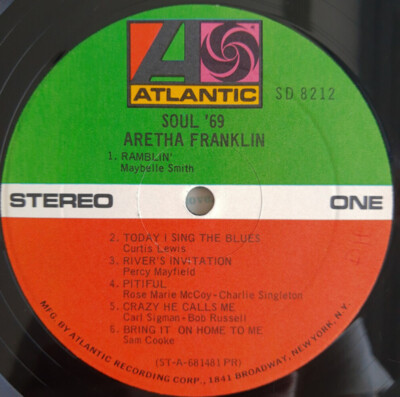 ATLANTIC
SD 8212
SOUL '69
ARETHA FRANKLIN
1. RAMBLIN'
Maybelle Smith
STEREO ONE
2. TODAY I SING THE BLUES
Curtis Lewis
3. RIVER'S INVITATION
Percy Mayfield
4. PITIFUL
Rose Marie McCoy - Charlie Singleton
5. CRAZY HE CALLS ME
Carl Sigman - Bob Russell
6. BRING IT ON HOME TO ME
Sam Cooke
(ST-A-681481 PR)
MFG. BY ATLANTIC RECORDING CORP., 1841 BROADWAY, NEW YORK, N.Y.